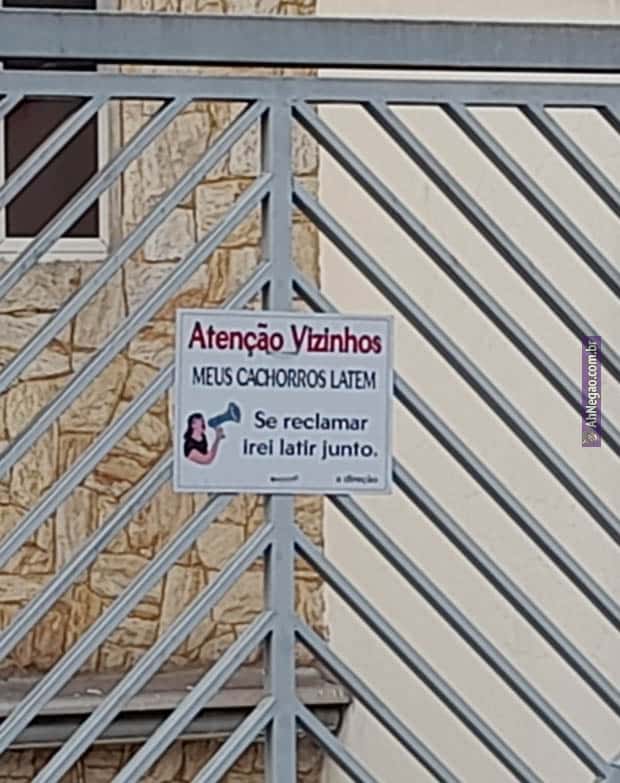 Atenção Vizinhos
MEUS CACHORROS LATEM
Se reclamar
irei latir junto.
a direção
AhNegao.com.br